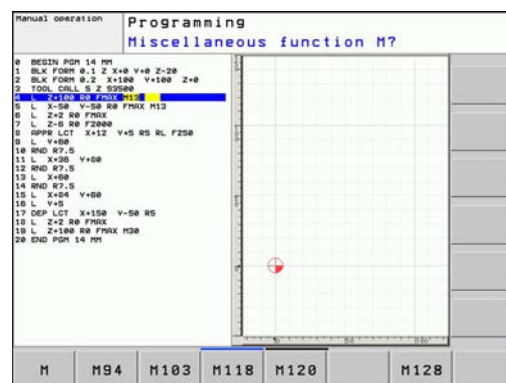 Manual operation
Programming
Miscellaneous function M?
0 BEGIN PGM 14 MM
1 BLK FORM 0.1 Z X+0 Y+0 Z-20
2 BLK FORM 0.2 X+100 Y+100 Z+0
3 TOOL CALL 5 Z S3500
4 L Z+100 R0 FMAX M13
5 L X-50 Y-50 R0 FMAX M13
6 L Z+2 R0 FMAX
7 L Z-6 R0 F2000
8 APPR LCT X+12 Y+5 R5 RL F250
9 L Y+60
10 RND R7.5
11 L X+36 Y+80
12 RND R7.5
13 L X+60
14 RND R7.5
15 L X+84 Y+60
16 L Y+5
17 DEP LCT X+150 Y-50 R5
18 L Z+2 R0 FMAX
19 L Z+100 R0 FMAX M30
20 END PGM 14 MM
M M94 M103 M118 M120 M128